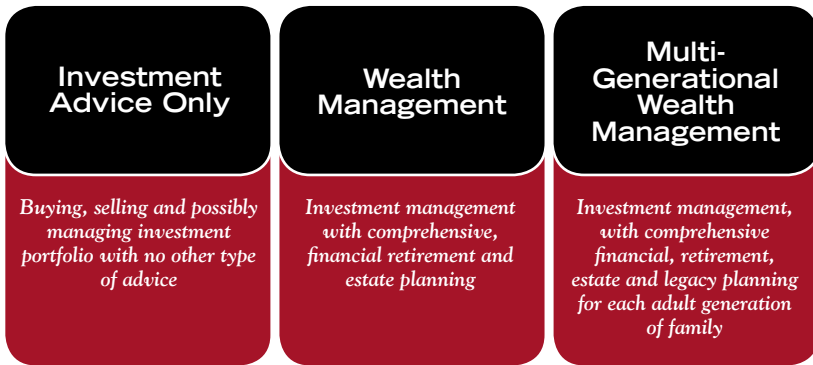 Investment
Advice Only
Buying, selling and possibly
managing investment
portfolio with no other type
of advice
Wealth
Management
Investment management
with comprehensive,
financial retirement and
estate planning
Multi-
Generational
Wealth
Management
Investment management,
with comprehensive
financial, retirement,
estate and legacy planning
for each adult generation
of family